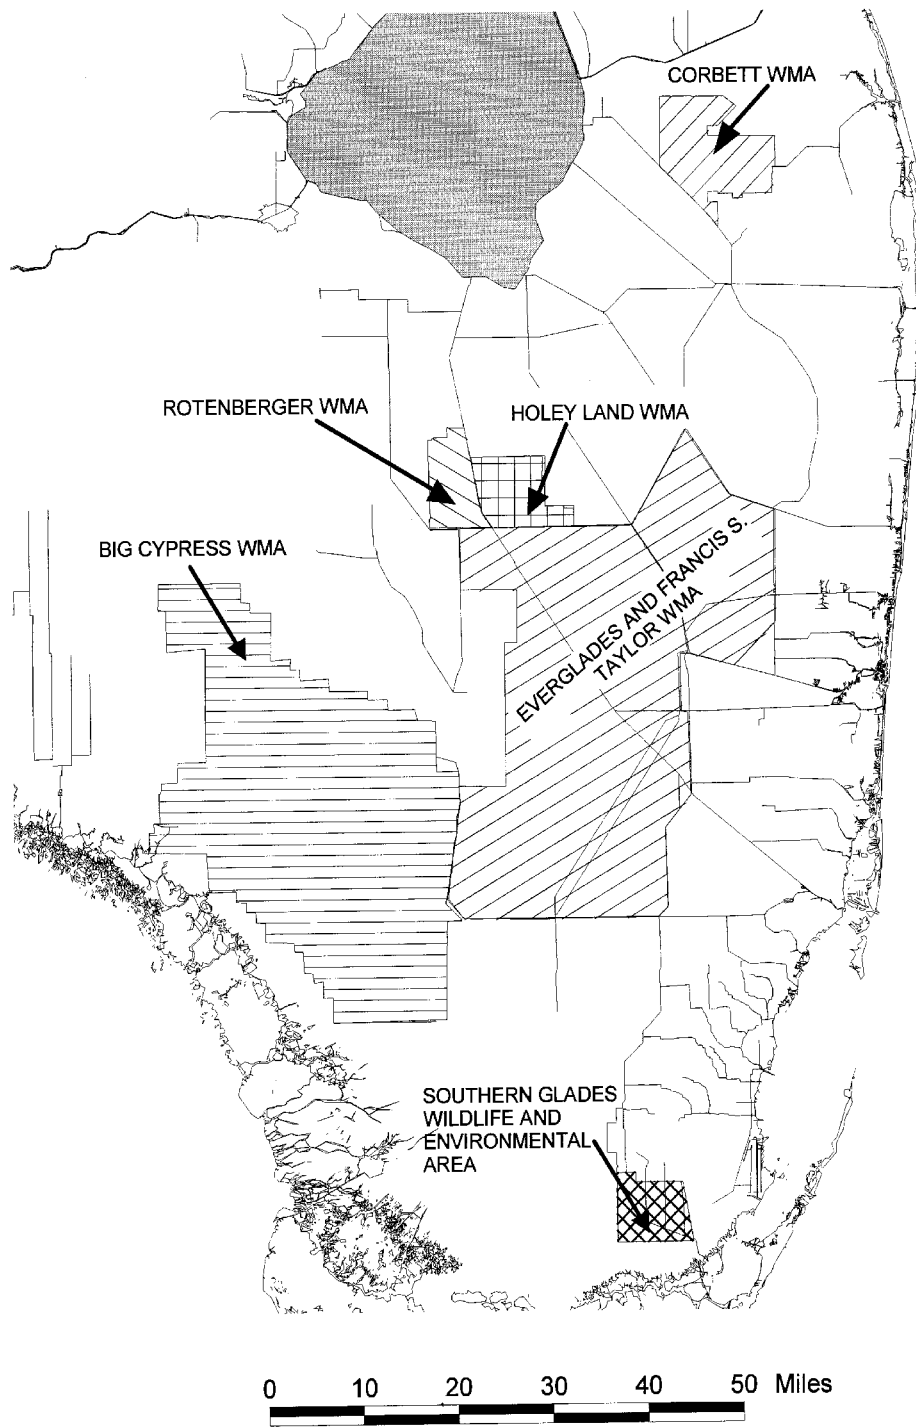 CORBETT WMA
ROTENBERGER WMA
HOLEY LAND WMA
BIG CYPRESS WMA
EVERGLADES AND FRANCIS S.
TAYLOR WMA
SOUTHERN GLADES
WILDLIFE AND
ENVIRONMENTAL
AREA
0 10 20 30 40 50 Miles